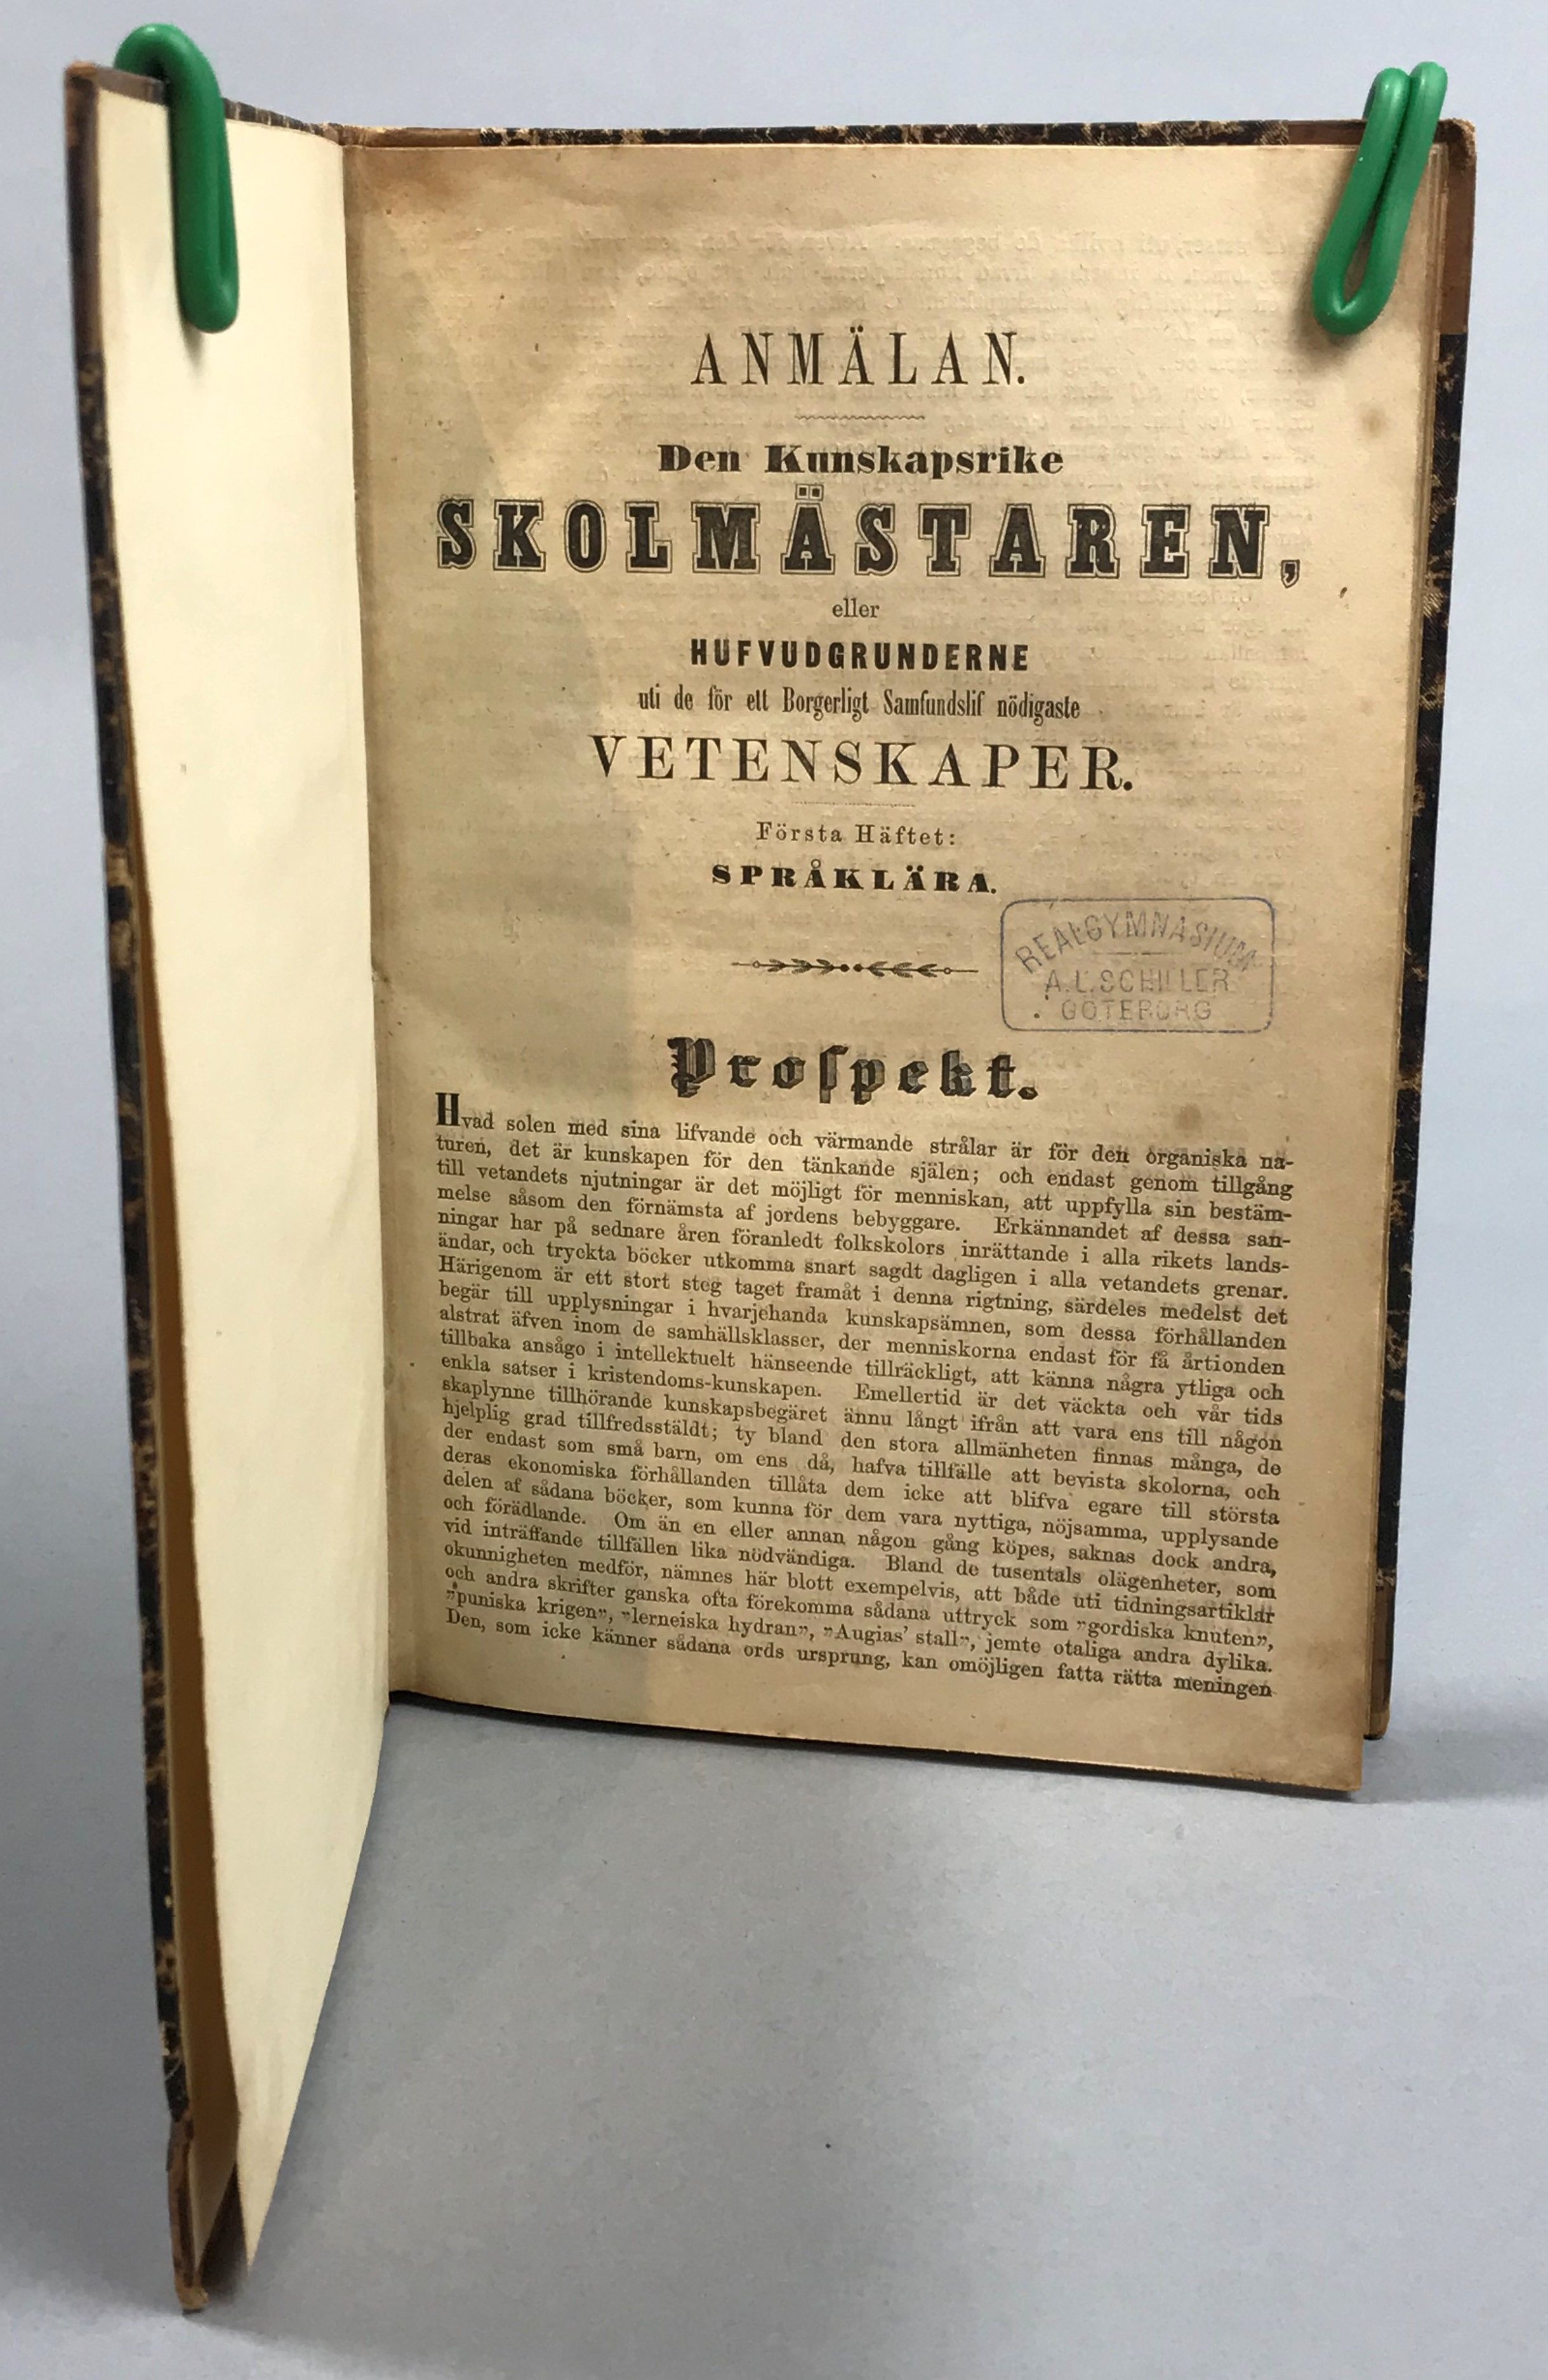 ANMÄLAN.
Den Kunskapsrike
SKOLMÄSTAREN,
eller
HUFVUDGRUNDERNE
uti de för ett Borgerligt Samfundslif nödigaste
VETENSKAPER.
Första Häftet:
SPRÅKLÄRA.
REALGYMNASIUM
A.L.SCHILLER
GÖTEBORG
Proſpekt.
Hvad solen med sina lifvande och värmande strålar är för den organiska na-
turen, det är kunskapen för den tänkande själen; och endast genom tillgång
till vetandets njutningar är det möjligt för menniskan, att uppfylla sin bestäm-
melse såsom den förnämsta af jordens bebyggare. Erkännandet af dessa san-
ningar har på sednare åren föranledt folkskolors inrättande i alla rikets lands-
ändar, och tryckta böcker utkomma snart sagdt dagligen i alla vetandets grenar.
Härigenom är ett stort steg taget framåt i denna rigtning, särdeles medelst det
begär till upplysningar i hvarjehanda kunskapsämnen, som dessa förhållanden
alstrat äfven inom de samhällsklasser, der menniskorna endast för få årtionden
tillbaka ansågo i intellektuelt hänseende tillräckligt, att känna några ytliga och
enkla satser i kristendoms-kunskapen. Emellertid är det väckta och vår tids
skaplynne tillhörande kunskapsbegäret ännu långt ifrån att vara ens till någon
hjelplig grad tillfredsstäldt; ty bland den stora allmänheten finnas många, de
der endast som små barn, om ens då, hafva tillfälle att bevista skolorna, och
deras ekonomiska förhållanden tillåta dem icke att blifva egare till största
delen af sådana böcker, som kunna för dem vara nyttiga, nöjsamma, upplysande
och förädlande. Om än en eller annan någon gång köpes, saknas dock andra,
vid inträffande tillfällen lika nödvändiga. Bland de tusentals olägenheter, som
okunnigheten medför, nämnes här blott exempelvis, att både uti tidningsartiklar
och andra skrifter ganska ofta förekomma sådana uttryck som ”gordiska knuten”,
”puniska krigen”, ”lerneiska hydran”, ”Augias’ stall”, jemte otaliga andra dylika.
Den, som icke känner sådana ords ursprung, kan omöjligen fatta rätta meningen